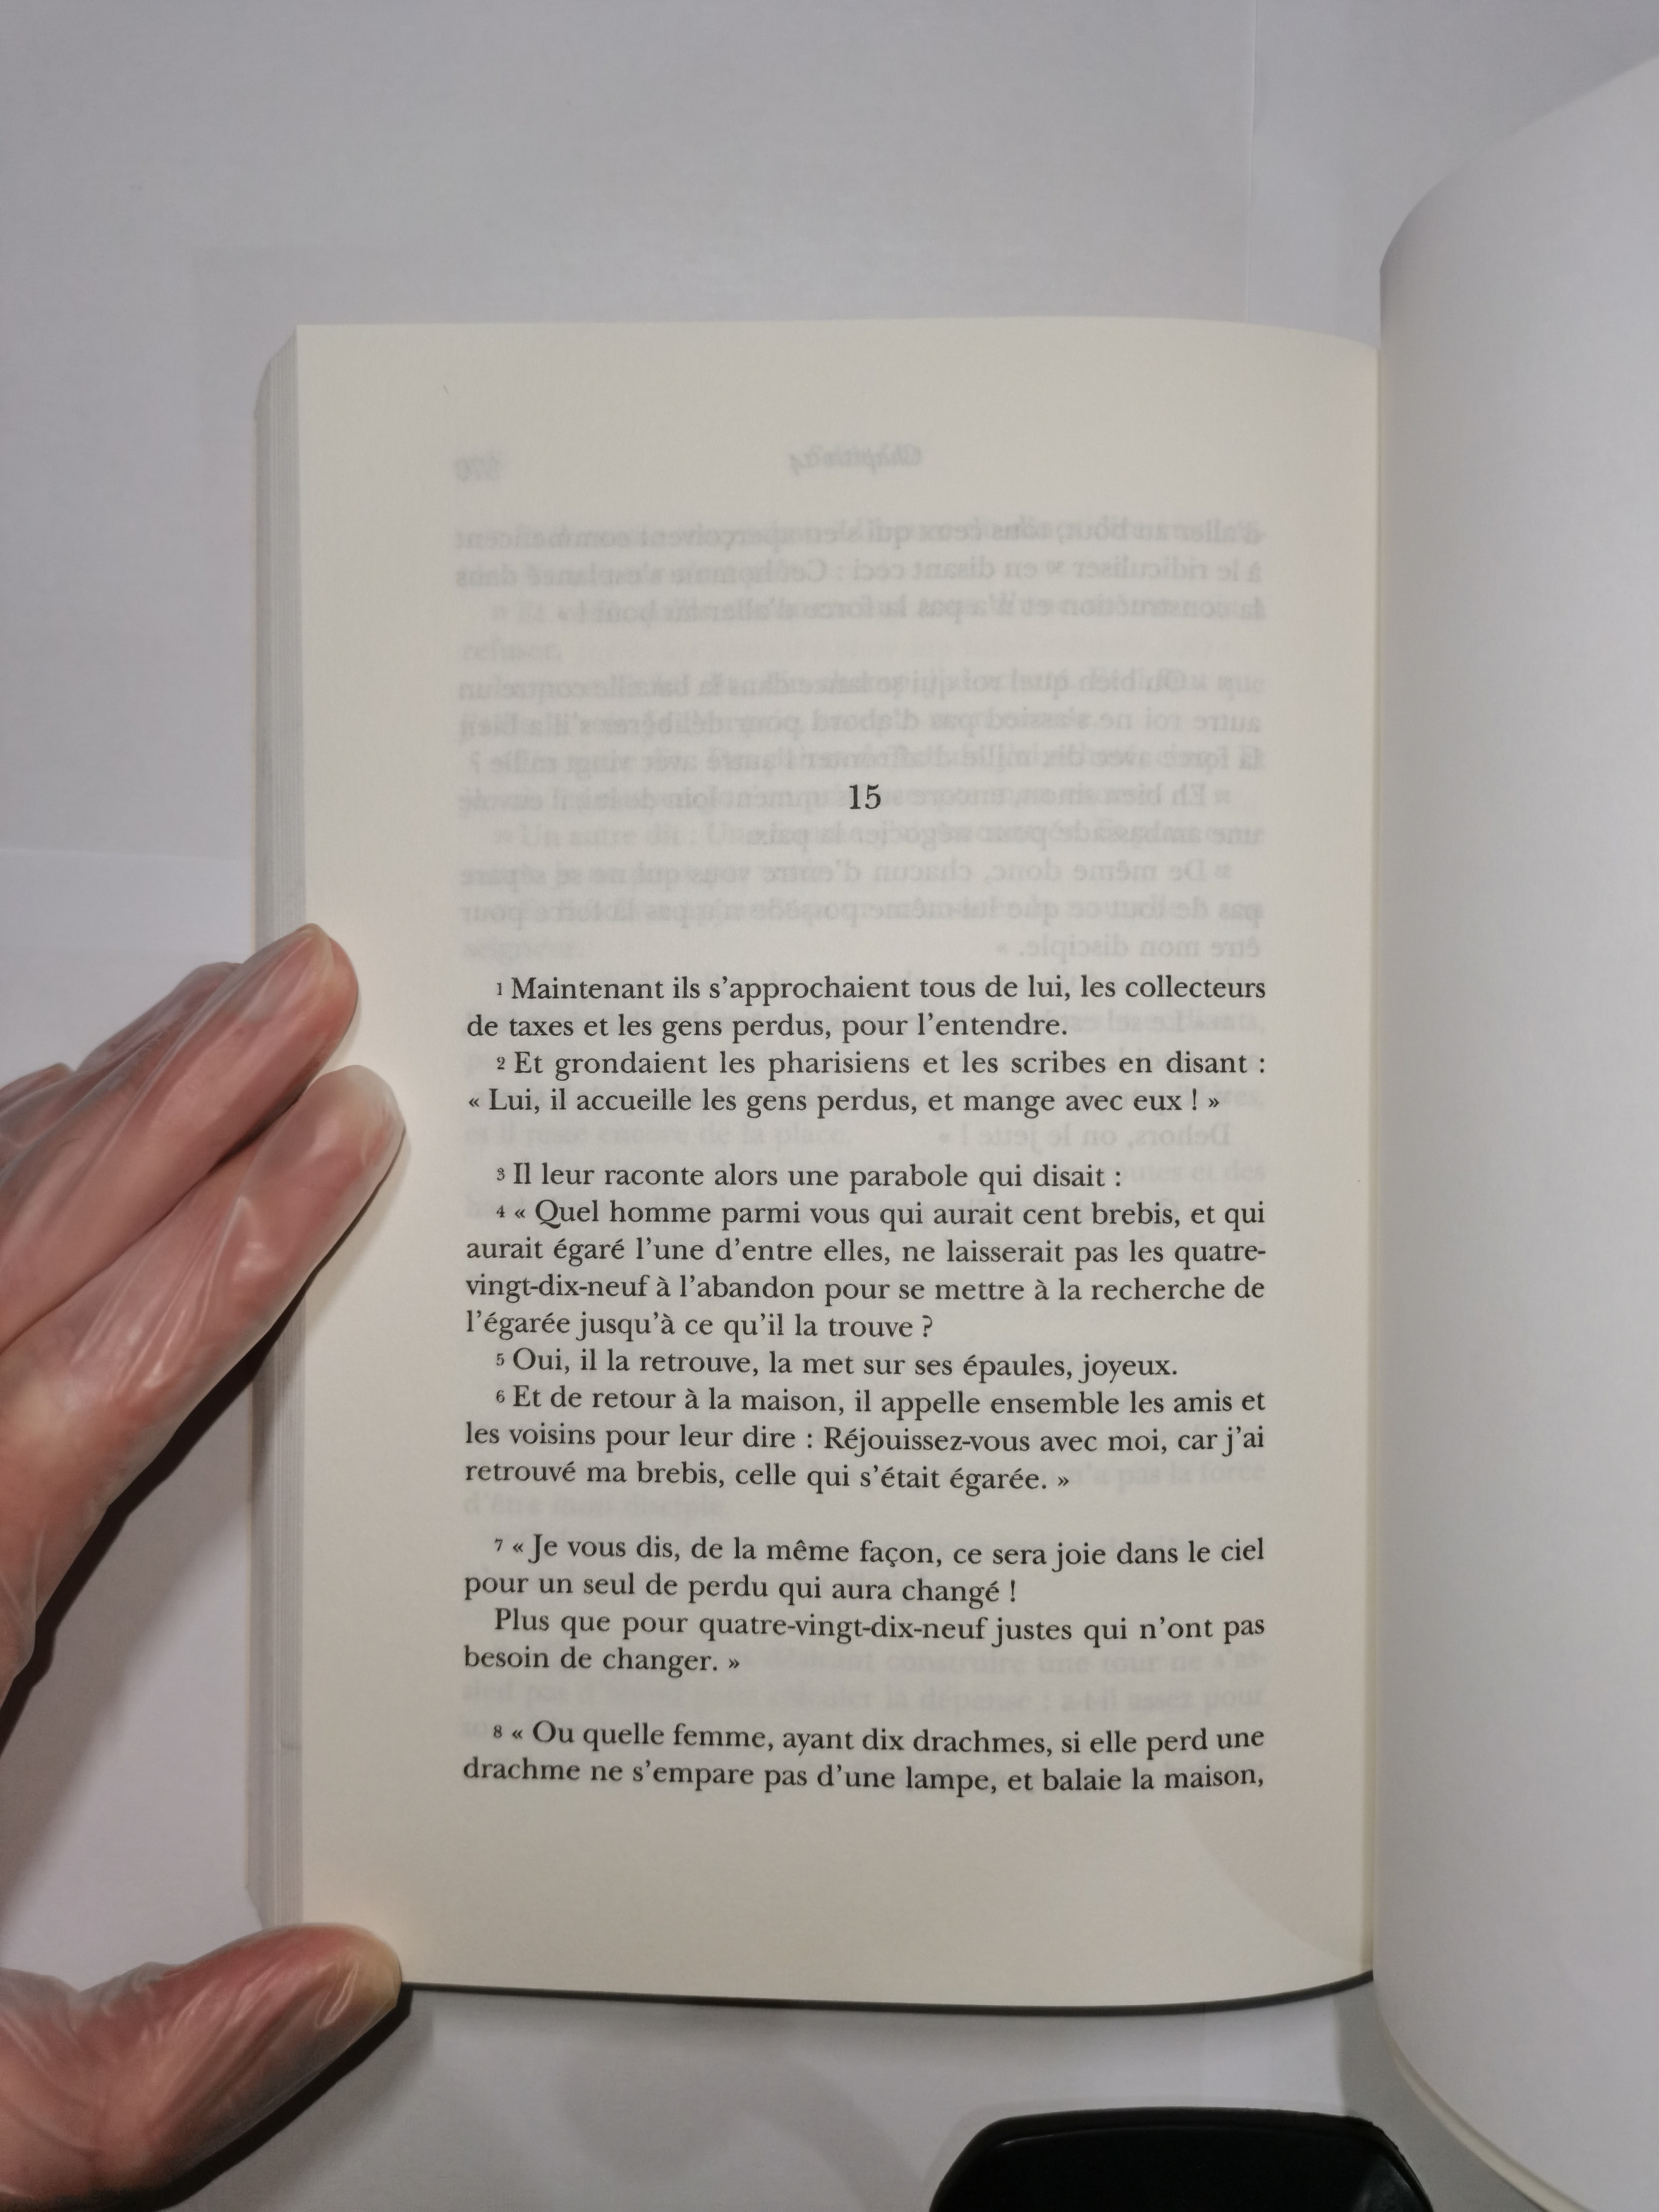 15
1 Maintenant ils s’approchaient tous de lui, les collecteurs
de taxes et les gens perdus, pour l’entendre.
2 Et grondaient les pharisiens et les scribes en disant :
« Lui, il accueille les gens perdus, et mange avec eux ! »
3 Il leur raconte alors une parabole qui disait :
4 « Quel homme parmi vous qui aurait cent brebis, et qui
aurait égaré l’une d’entre elles, ne laisserait pas les quatre-
vingt-dix-neuf à l’abandon pour se mettre à la recherche de
l’égarée jusqu’à ce qu’il la trouve ?
5 Oui, il la retrouve, la met sur ses épaules, joyeux.
6 Et de retour à la maison, il appelle ensemble les amis et
les voisins pour leur dire : Réjouissez-vous avec moi, car j’ai
retrouvé ma brebis, celle qui s’était égarée. »
7 « Je vous dis, de la même façon, ce sera joie dans le ciel
pour un seul de perdu qui aura changé !
Plus que pour quatre-vingt-dix-neuf justes qui n’ont pas
besoin de changer. »
8 « Ou quelle femme, ayant dix drachmes, si elle perd une
drachme ne s’empare pas d’une lampe, et balaie la maison,